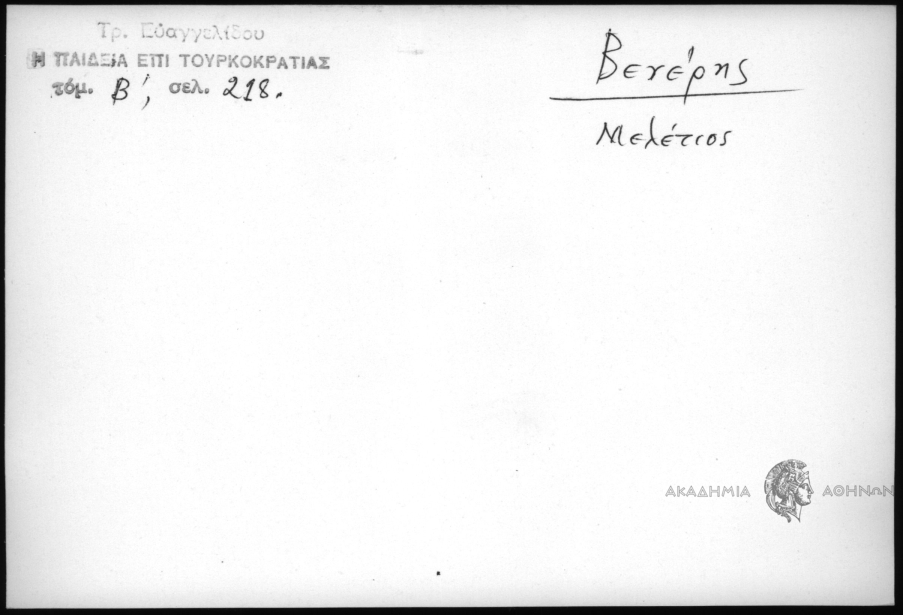 Τρ. Εὐαγγελίδου
Η ΠΑΙΔΕΙΑ ΕΠΙ ΤΟΥΡΚΟΚΡΑΤΙΑΣ
τόμ. Β΄, σελ. 218.
Βενέρης
Μελέτιος
ΑΚΑΔΗΜΙΑ ΑΘΗΝΩΝ